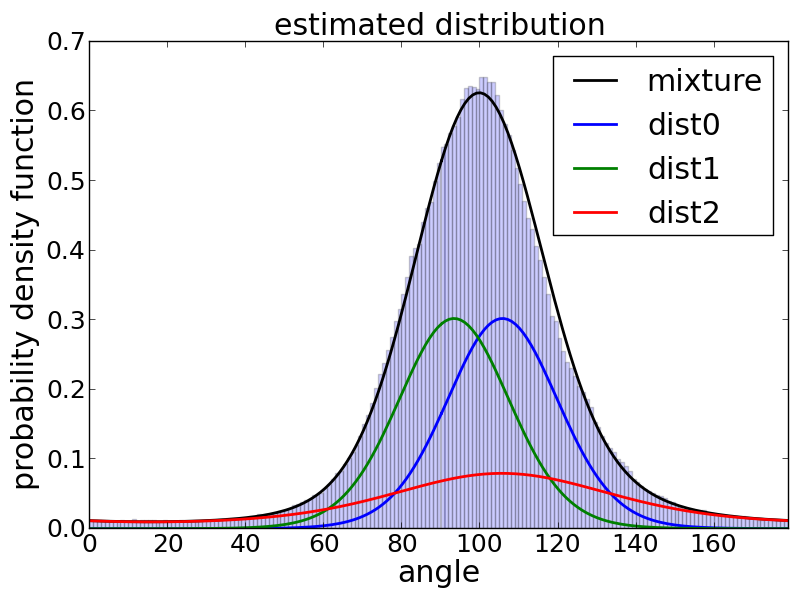 estimated distribution
probability density function
0.7
0.6
0.5
0.4
0.3
0.2
0.1
0.0
mixture
dist0
dist1
dist2
0 20 40 60 80 100 120 140 160
angle